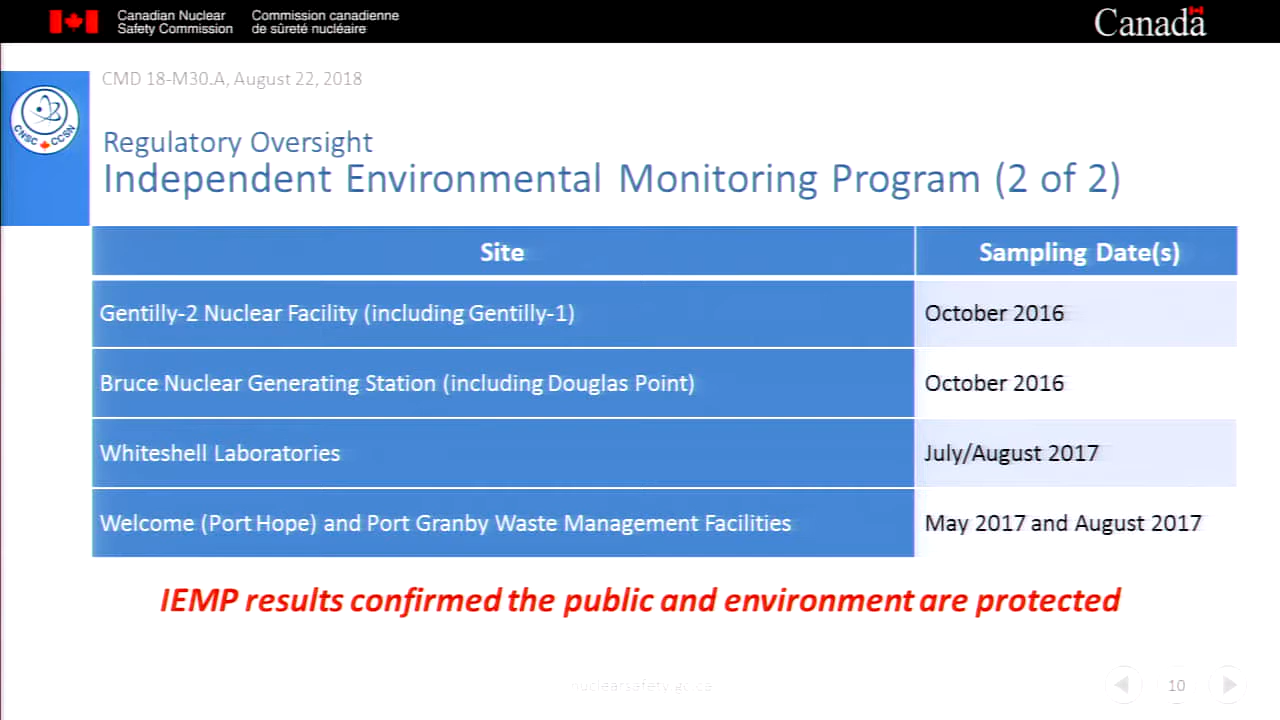 Canadian Nuclear
Safety Commission
Commission canadienne
de sûreté nucléaire
Canada
CMD 18-M30.A, August 22, 2018
CNSC CCSN
Regulatory Oversight
Independent Environmental Monitoring Program (2 of 2)
Site
Sampling Date(s)
Gentilly-2 Nuclear Facility (including Gentilly-1)
October 2016
Bruce Nuclear Generating Station (including Douglas Point)
October 2016
Whiteshell Laboratories
July/August 2017
Welcome (Port Hope) and Port Granby Waste Management Facilities
May 2017 and August 2017
IEMP results confirmed the public and environment are protected
nuclearsafety.gc.ca
10